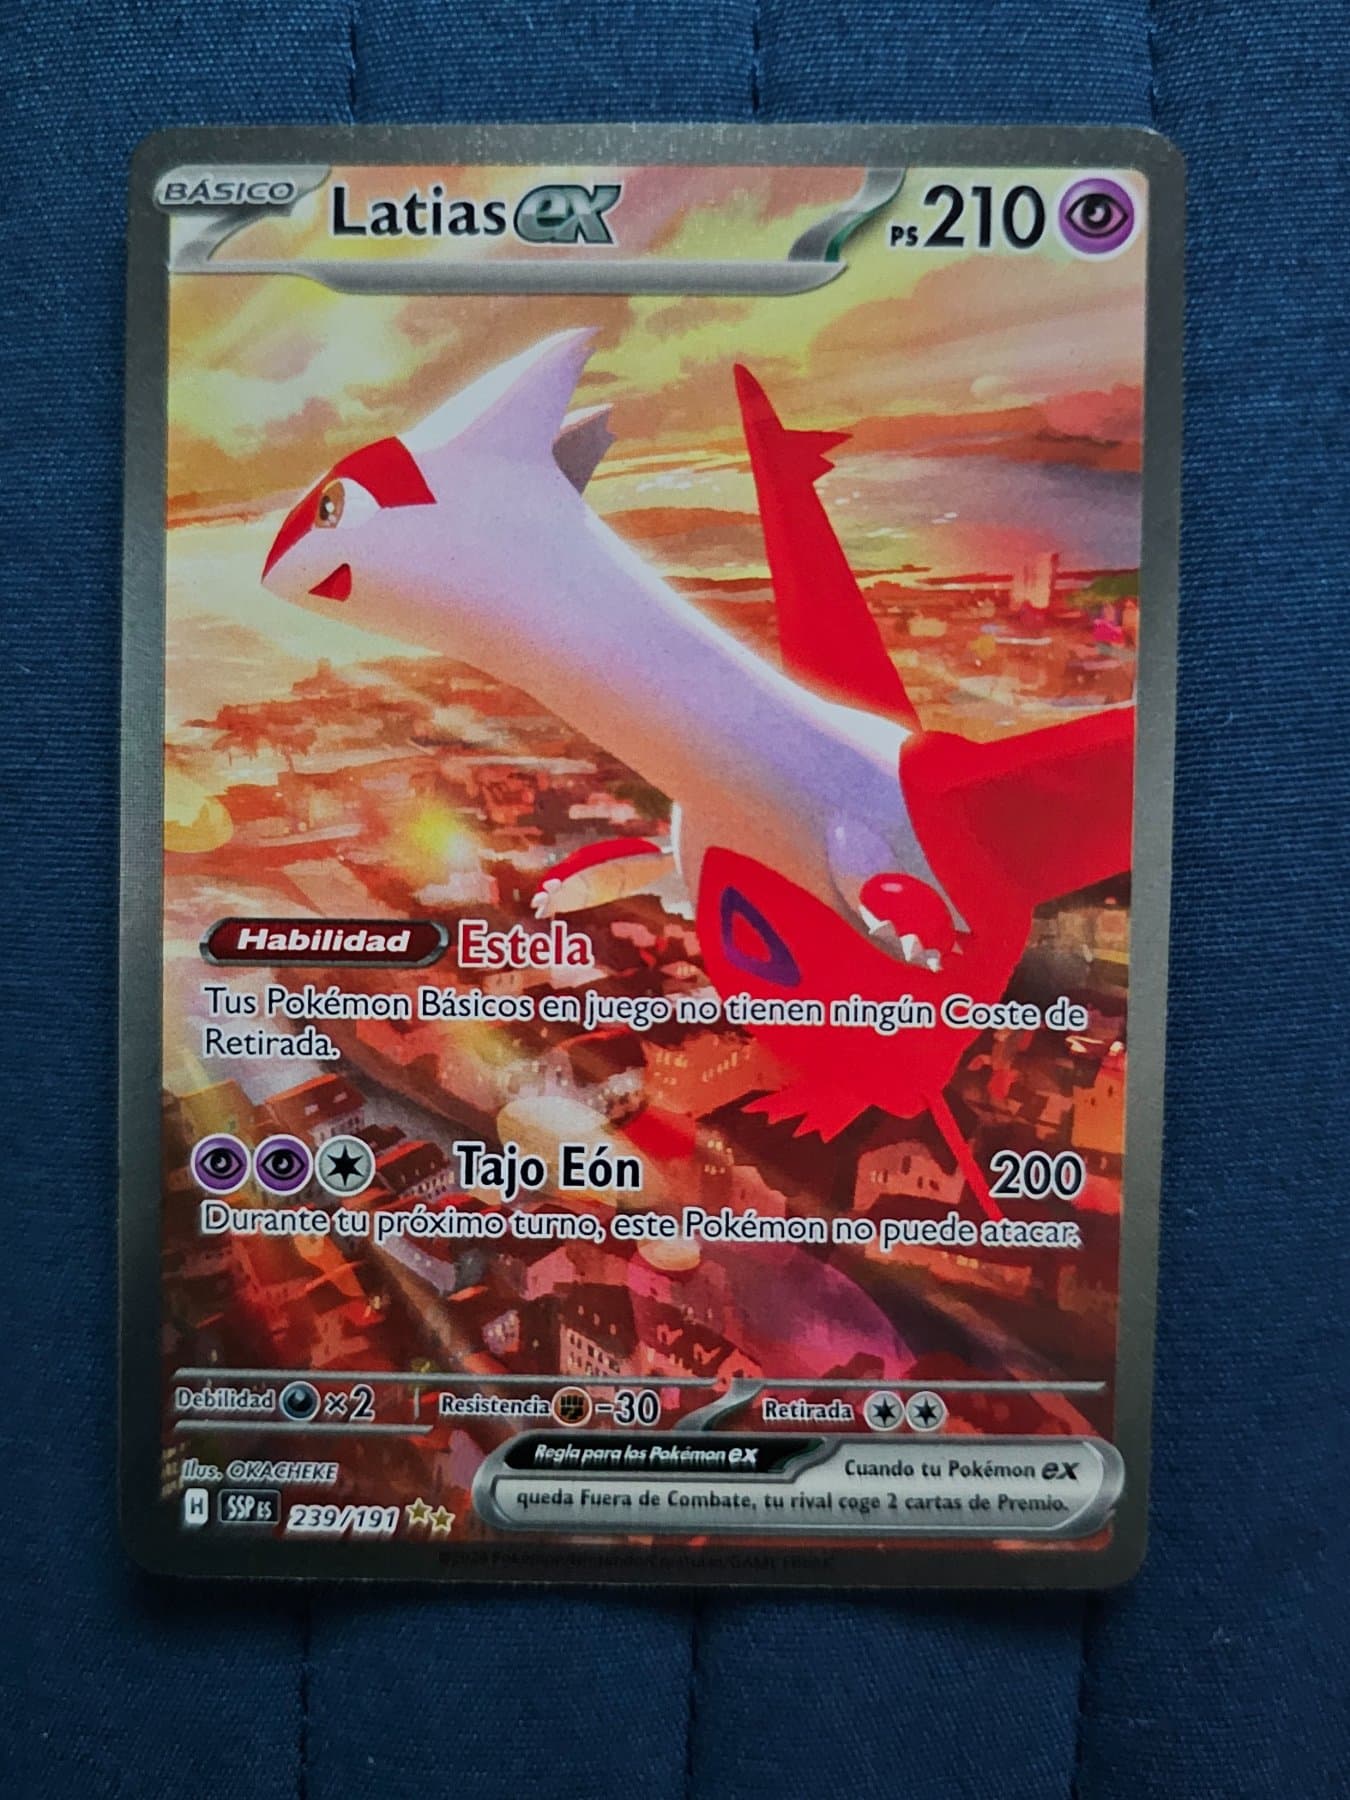 BÁSICO Latias ex PS 210
Habilidad Estela
Tus Pokémon Básicos en juego no tienen ningún Coste de
Retirada.
Tajo Eón 200
Durante tu próximo turno, este Pokémon no puede atacar.
Debilidad ×2 Resistencia -30 Retirada
Regla para los Pokémon ex Cuando tu Pokémon ex
queda Fuera de Combate, tu rival coge 2 cartas de Premio.
Ilus. OKACHEKE
H SSP ES 239/191